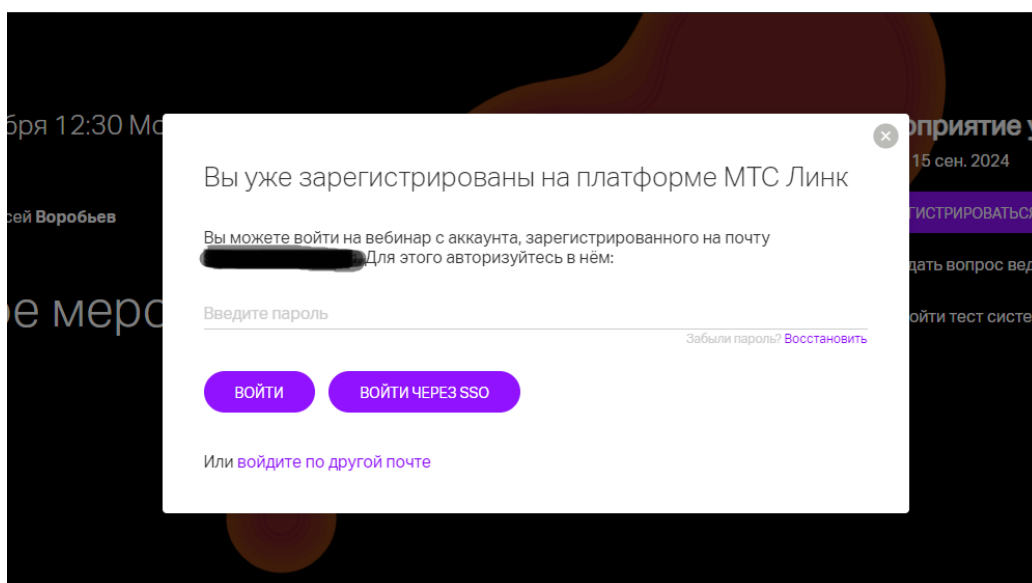 бря 12:30
Вы уже зарегистрированы на платформе МТС Линк
15 сен. 2024
сей Воробьев
Вы можете войти на вебинар с аккаунта, зарегистрированного на почту
Для этого авторизуйтесь в нём:
Введите пароль
Забыли пароль? Восстановить
ВОЙТИ
ВОЙТИ ЧЕРЕЗ SSO
Или войдите по другой почте
оприятие у
ГИСТРИРОВАТЬСЯ
дать вопрос вед
ойти тест систе
е меро